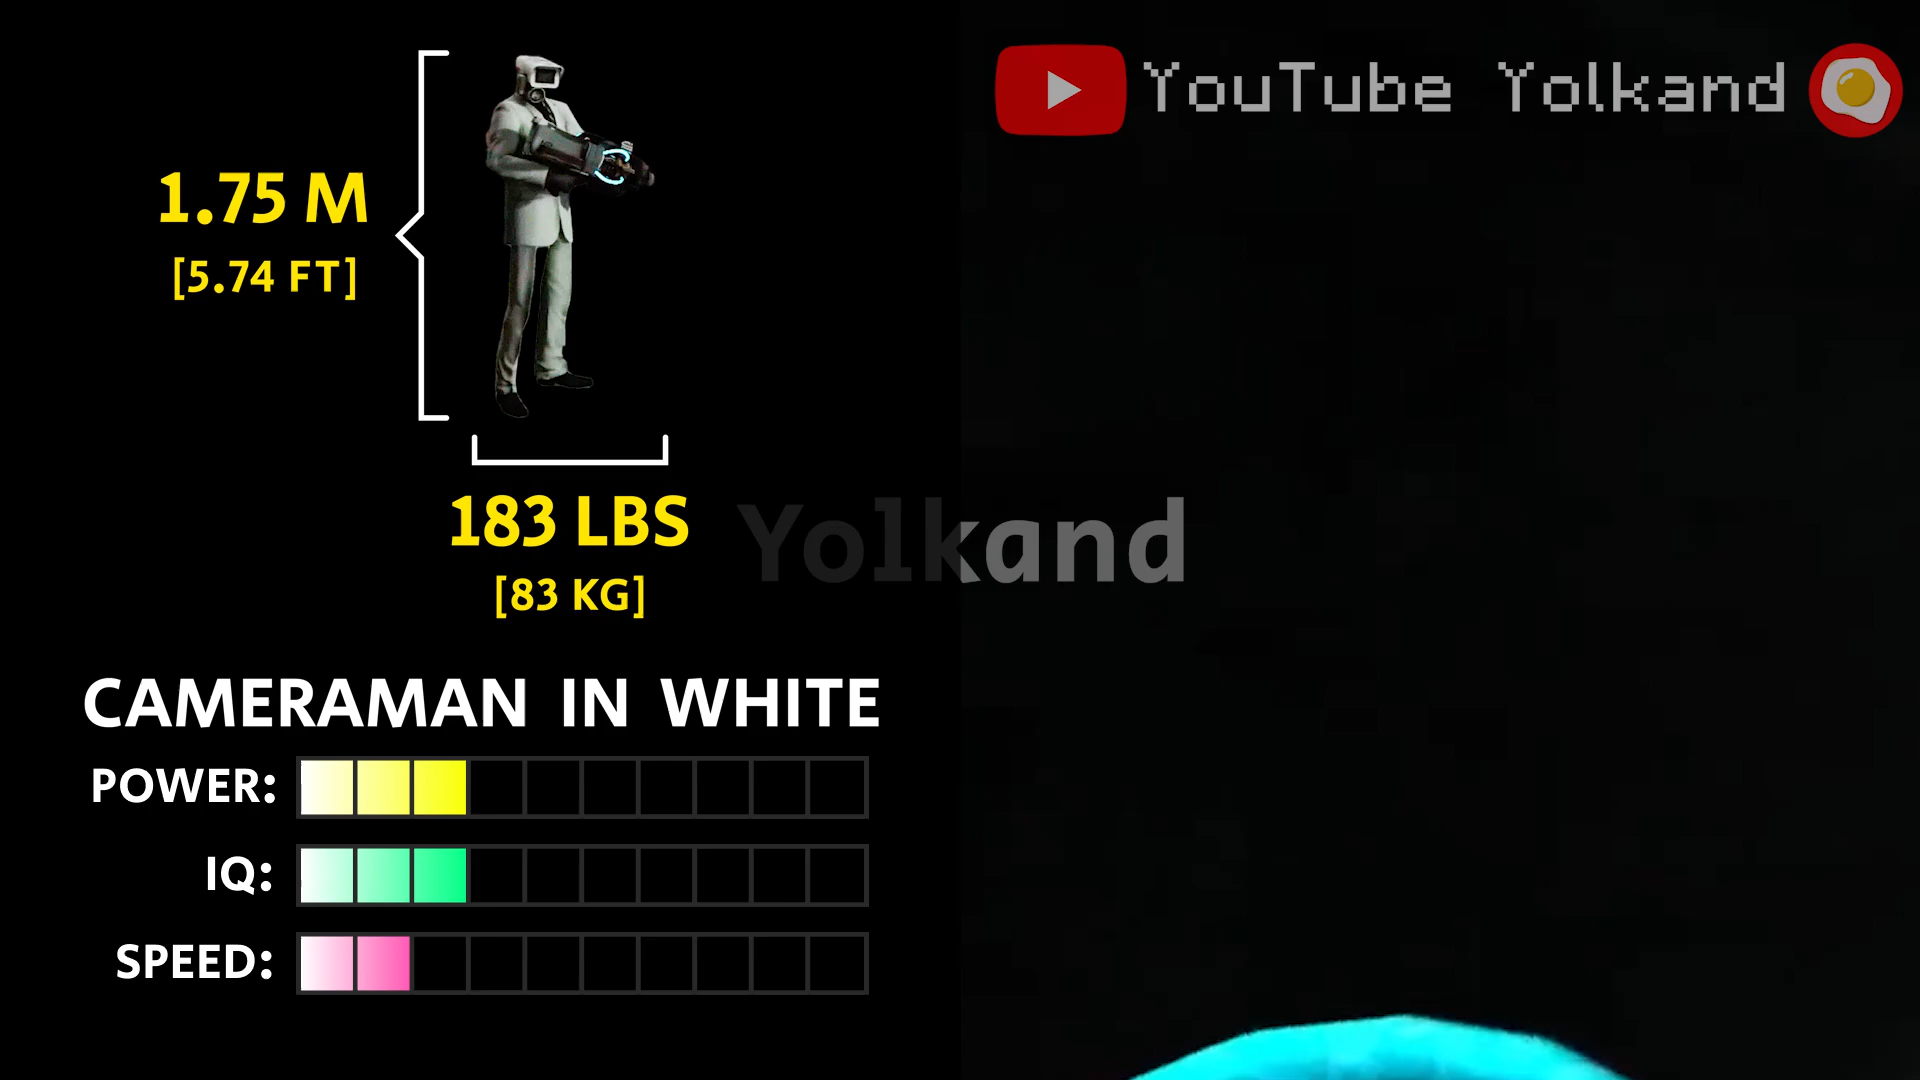 YouTube Yolkand
1.75 M
[5.74 FT]
183 LBS
[83 KG]
Yolkand
CAMERAMAN IN WHITE
POWER:
IQ:
SPEED: